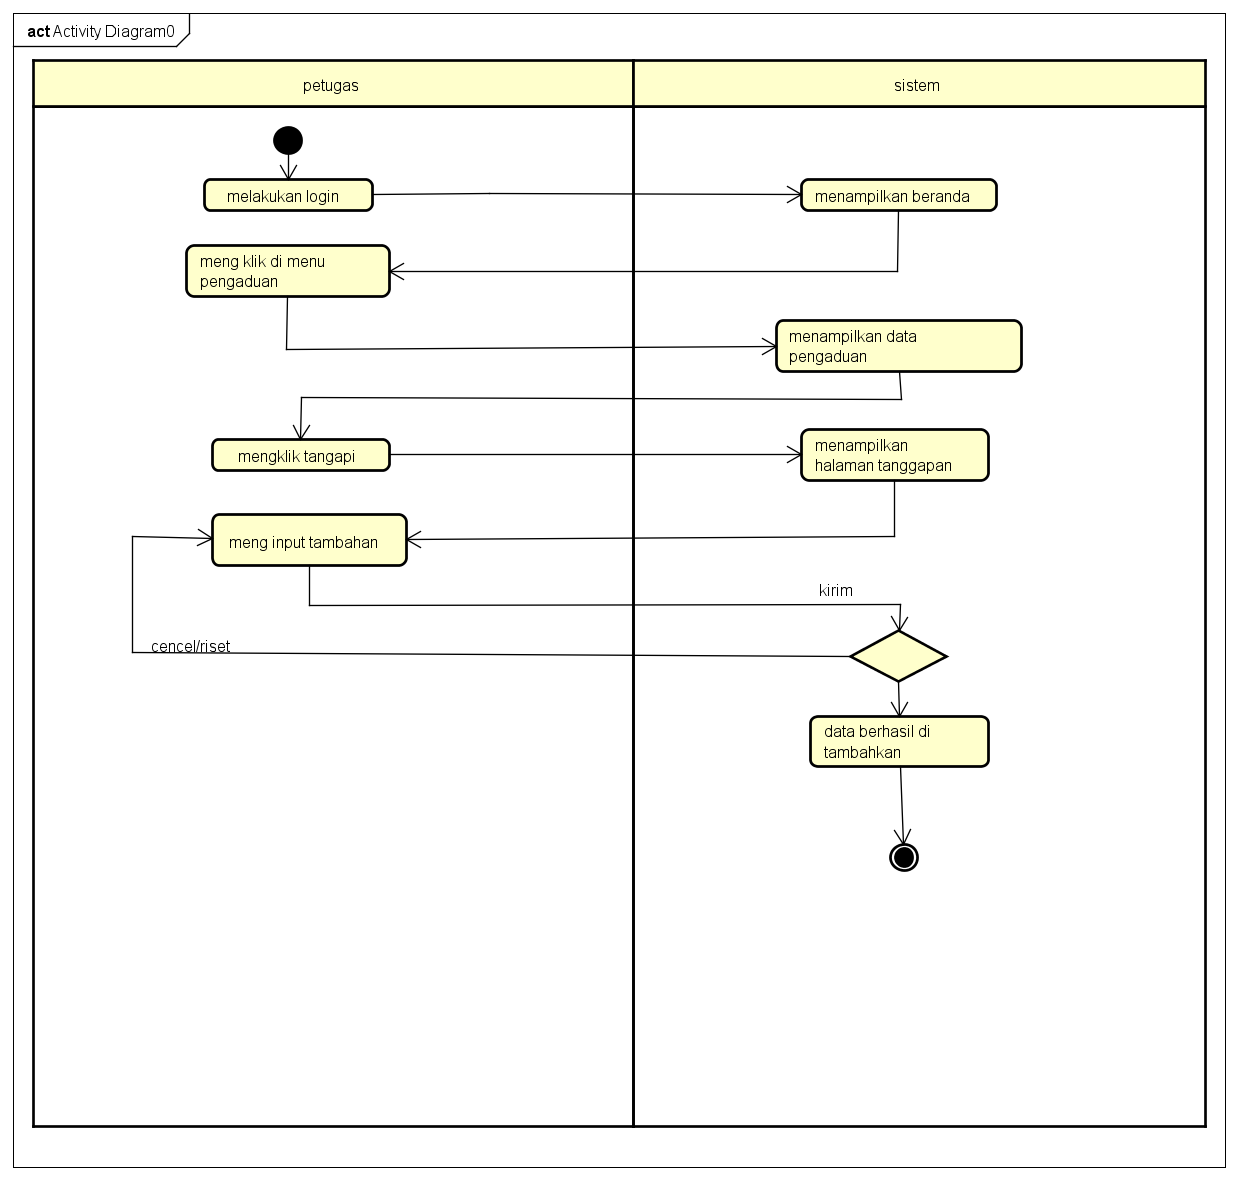 act Activity Diagram0
petugas
sistem
melakukan login
menampilkan beranda
meng klik di menu
pengaduan
menampilkan data
pengaduan
mengklik tangapi
menampilkan
halaman tanggapan
meng input tambahan
kirim
cencel/riset
data berhasil di
tambahkan